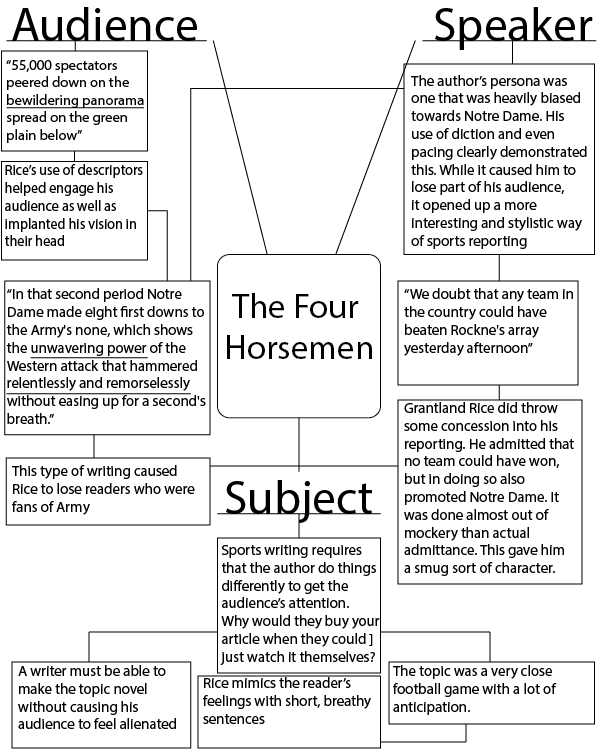 Audience
Speaker
“55,000 spectators
peered down on the
bewildering panorama
spread on the green
plain below”
Rice’s use of descriptors
helped engage his
audience as well as
implanted his vision in
their head
“In that second period Notre
Dame made eight first downs to
the Army's none, which shows
the unwavering power of the
Western attack that hammered
relentlessly and remorselessly
without easing up for a second's
breath.”
This type of writing caused
Rice to lose readers who were
fans of Army
The Four
Horsemen
The author’s persona was
one that was heavily biased
towards Notre Dame. His
use of diction and even
pacing clearly demonstrated
this. While it caused him to
lose part of his audience,
it opened up a more
interesting and stylistic way
of sports reporting
“We doubt that any team in
the country could have
beaten Rockne's array
yesterday afternoon”
Grantland Rice did throw
some concession into his
reporting. He admitted that
no team could have won,
but in doing so also
promoted Notre Dame. It
was done almost out of
mockery than actual
admittance. This gave him
a smug sort of character.
Subject
Sports writing requires
that the author do things
differently to get the
audience’s attention.
Why would they buy your
article when they could ]
just watch it themselves?
A writer must be able to
make the topic novel
without causing his
audience to feel alienated
Rice mimics the reader’s
feelings with short, breathy
sentences
The topic was a very close
football game with a lot of
anticipation.